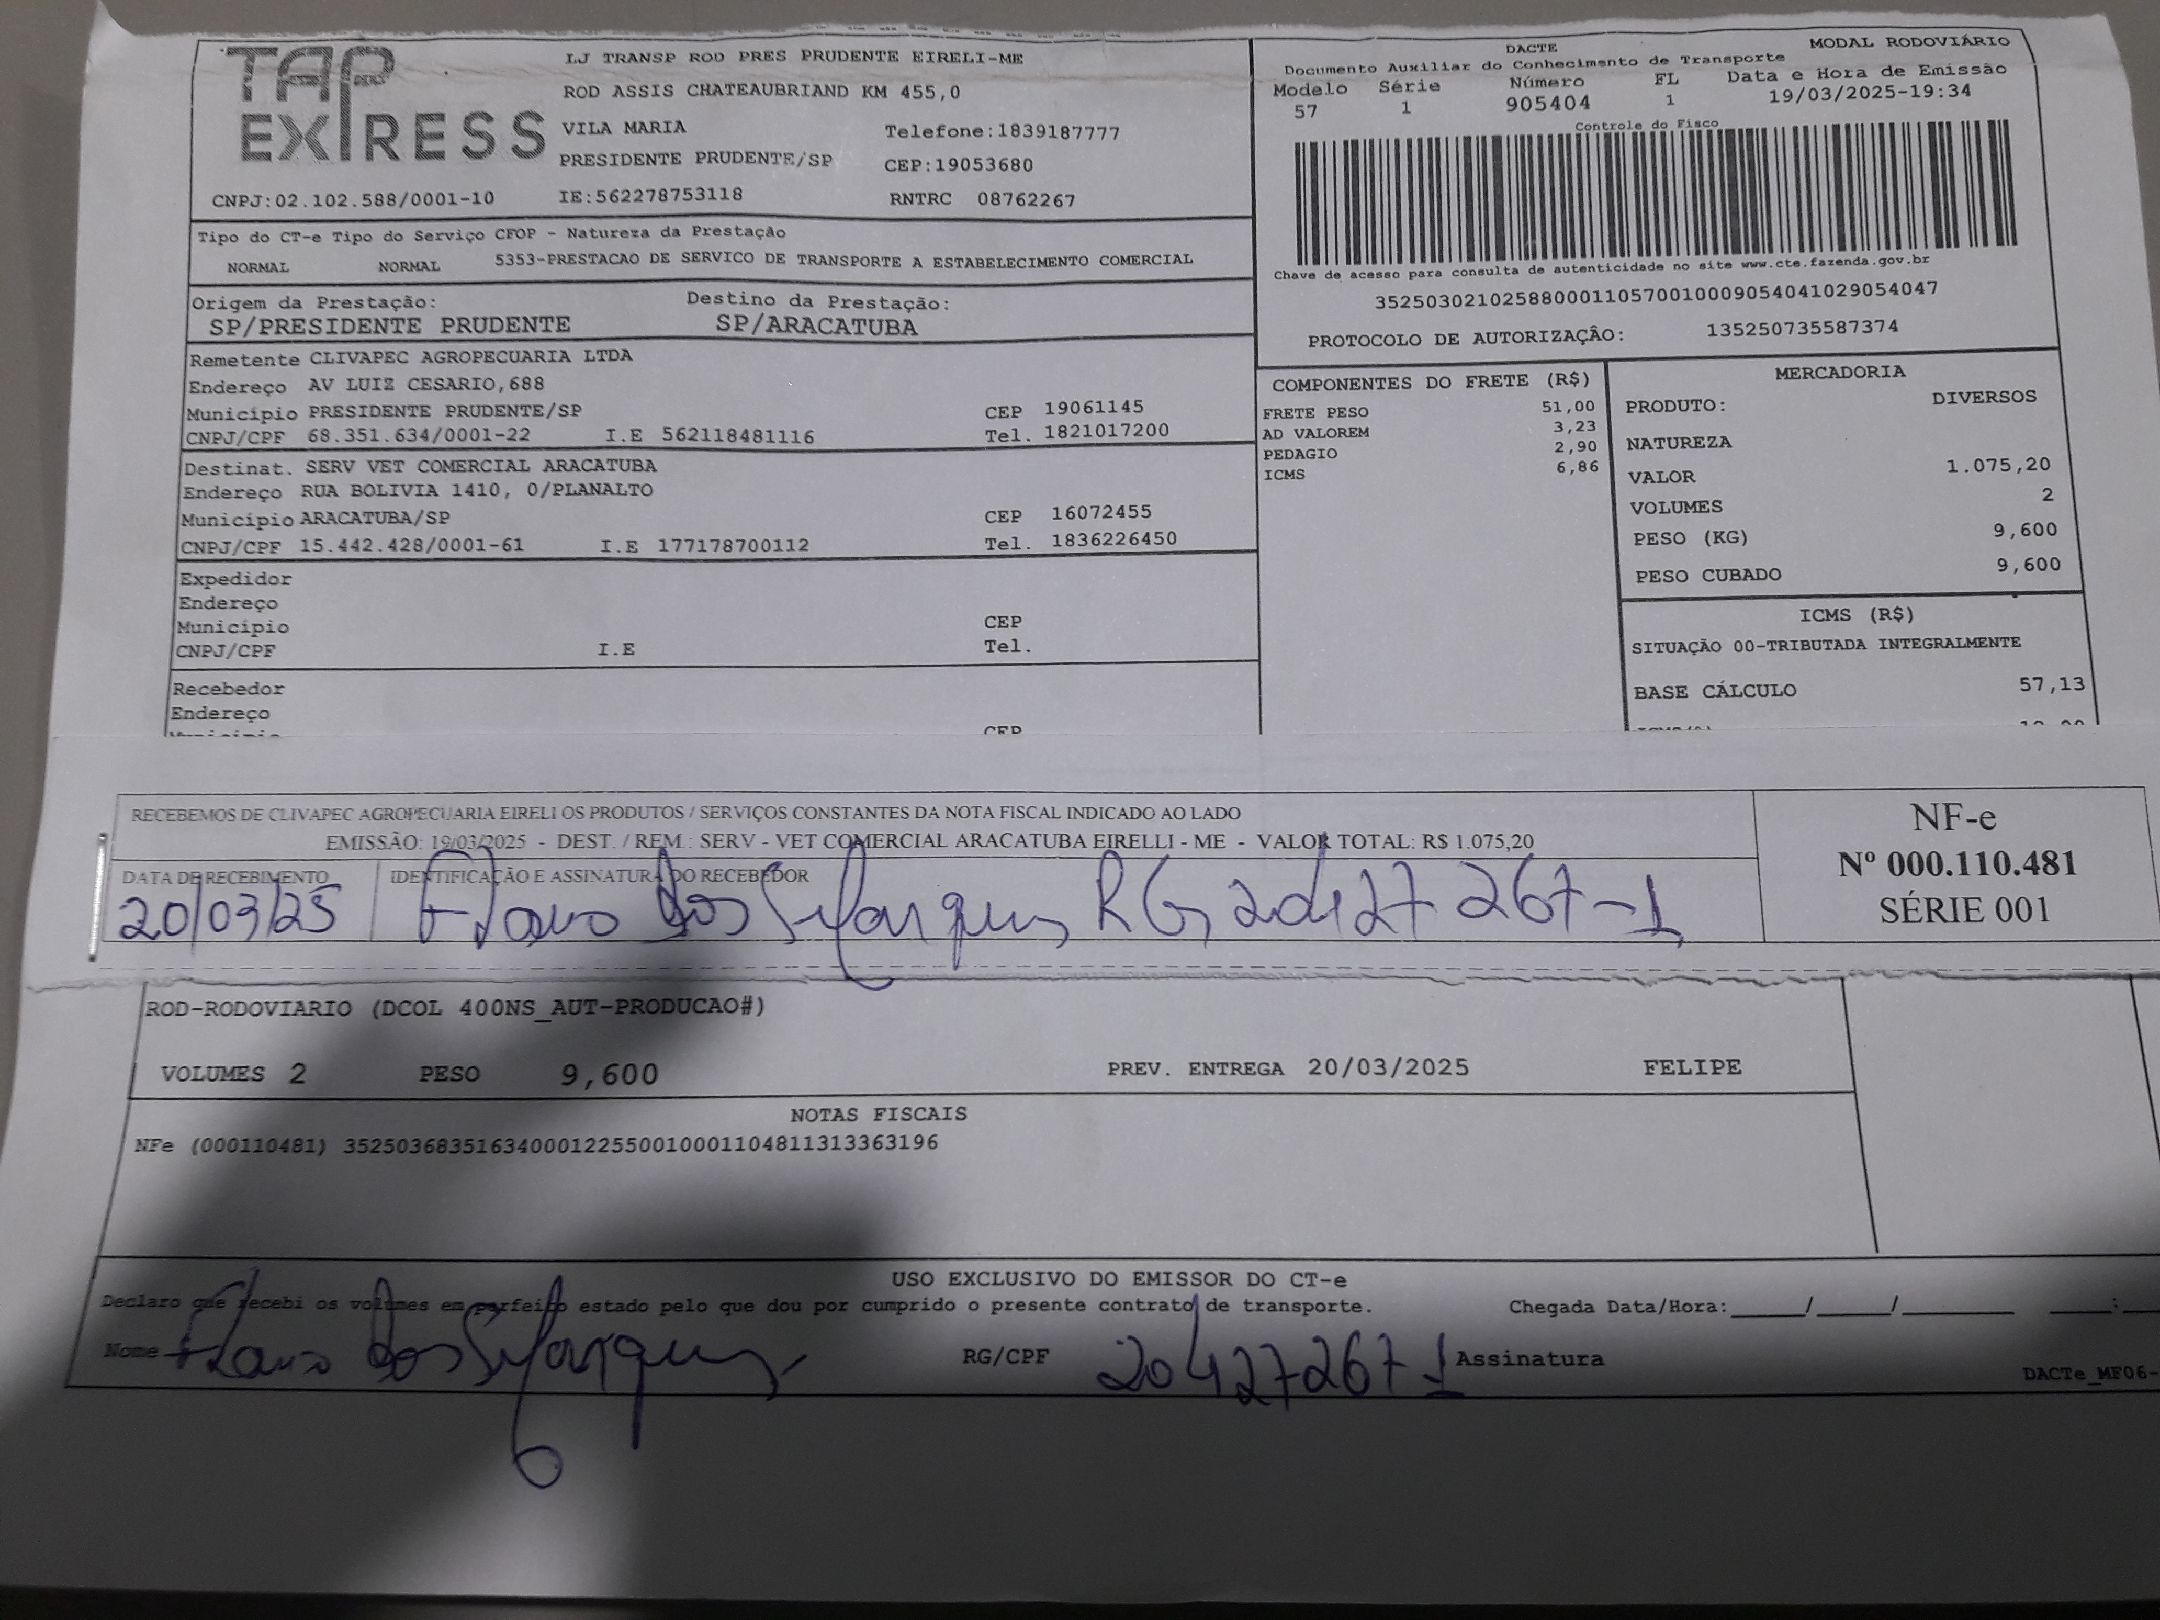 TAP EXPRESS
LJ TRANSP ROD PRES PRUDENTE EIRELI-ME
ROD ASSIS CHATEAUBRIAND KM 455,0
VILA MARIA Telefone:1839187777
PRESIDENTE PRUDENTE/SP CEP:19053680
CNPJ:02.102.588/0001-10 IE:562278753118 RNTRC 08762267
DACTE MODAL RODOVIÁRIO
Documento Auxiliar do Conhecimento de Transporte
Modelo Série Número FL Data e Hora de Emissão
57 1 905404 1 19/03/2025-19:34
Controle do Fisco
Chave de acesso para consulta de autenticidade no site www.cte.fazenda.gov.br
35250302102588000110570010009054041029054047
PROTOCOLO DE AUTORIZAÇÃO: 135250735587374
Tipo do CT-e Tipo do Serviço CFOP - Natureza da Prestação
NORMAL NORMAL 5353-PRESTACAO DE SERVICO DE TRANSPORTE A ESTABELECIMENTO COMERCIAL
Origem da Prestação: Destino da Prestação:
SP/PRESIDENTE PRUDENTE SP/ARACATUBA
Remetente CLIVAPEC AGROPECUARIA LTDA
Endereço AV LUIZ CESARIO,688
Município PRESIDENTE PRUDENTE/SP CEP 19061145
CNPJ/CPF 68.351.634/0001-22 I.E 562118481116 Tel. 1821017200
Destinat. SERV VET COMERCIAL ARACATUBA
Endereço RUA BOLIVIA 1410, 0/PLANALTO
Município ARACATUBA/SP CEP 16072455
CNPJ/CPF 15.442.428/0001-61 I.E 177178700112 Tel. 1836226450
Expedidor
Endereço
Município CEP
CNPJ/CPF I.E Tel.
Recebedor
Endereço
Município CEP
COMPONENTES DO FRETE (R$)
FRETE PESO 51,00
AD VALOREM 3,23
PEDAGIO 2,90
ICMS 6,86
MERCADORIA
PRODUTO: DIVERSOS
NATUREZA
VALOR 1.075,20
VOLUMES 2
PESO (KG) 9,600
PESO CUBADO 9,600
ICMS (R$)
SITUAÇÃO 00-TRIBUTADA INTEGRALMENTE
BASE CÁLCULO 57,13
RECEBEMOS DE CLIVAPEC AGROPECUARIA EIRELI OS PRODUTOS / SERVIÇOS CONSTANTES DA NOTA FISCAL INDICADO AO LADO
EMISSÃO: 19/03/2025 - DEST. / REM.: SERV - VET COMERCIAL ARACATUBA EIRELLI - ME - VALOR TOTAL: R$ 1.075,20
DATA DE RECEBIMENTO IDENTIFICAÇÃO E ASSINATURA DO RECEBEDOR
20/03/25 dos RG 20427267-1
NF-e
Nº 000.110.481
SÉRIE 001
ROD-RODOVIARIO (DCOL 400NS_AUT-PRODUCAO#)
VOLUMES 2 PESO 9,600 PREV. ENTREGA 20/03/2025 FELIPE
NOTAS FISCAIS
NFe (000110481) 35250368351634000122550010001104811313363196
USO EXCLUSIVO DO EMISSOR DO CT-e
Declaro que recebi os volumes em perfeito estado pelo que dou por cumprido o presente contrato de transporte. Chegada Data/Hora:
Nome dos RG/CPF 20427267-1 Assinatura
DACTe_MF06-